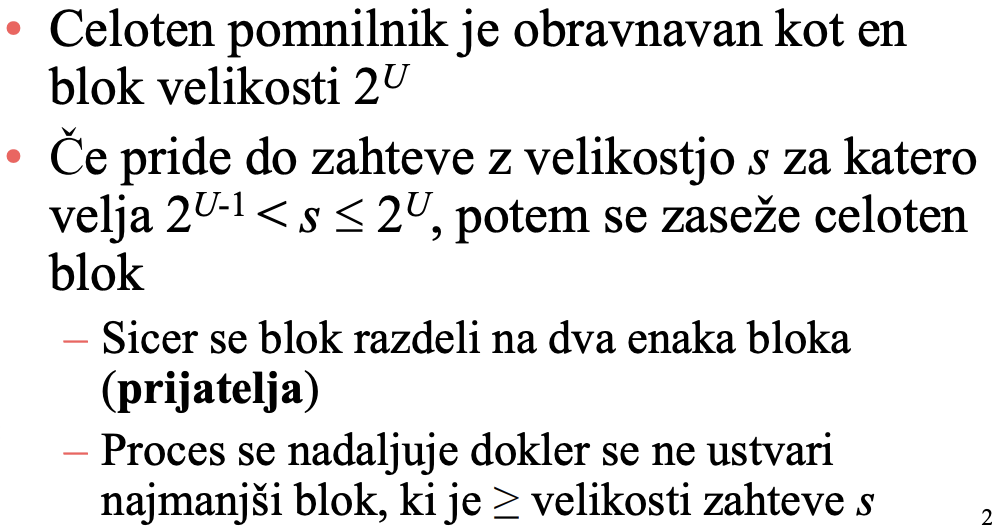 • Celoten pomnilnik je obravnavan kot en
blok velikosti 2^U
• Če pride do zahteve z velikostjo s za katero
velja 2^U-1 < s ≤ 2^U, potem se zaseže celoten
blok
– Sicer se blok razdeli na dva enaka bloka
(prijatelja)
– Proces se nadaljuje dokler se ne ustvari
najmanjši blok, ki je ≥ velikosti zahteve s
2